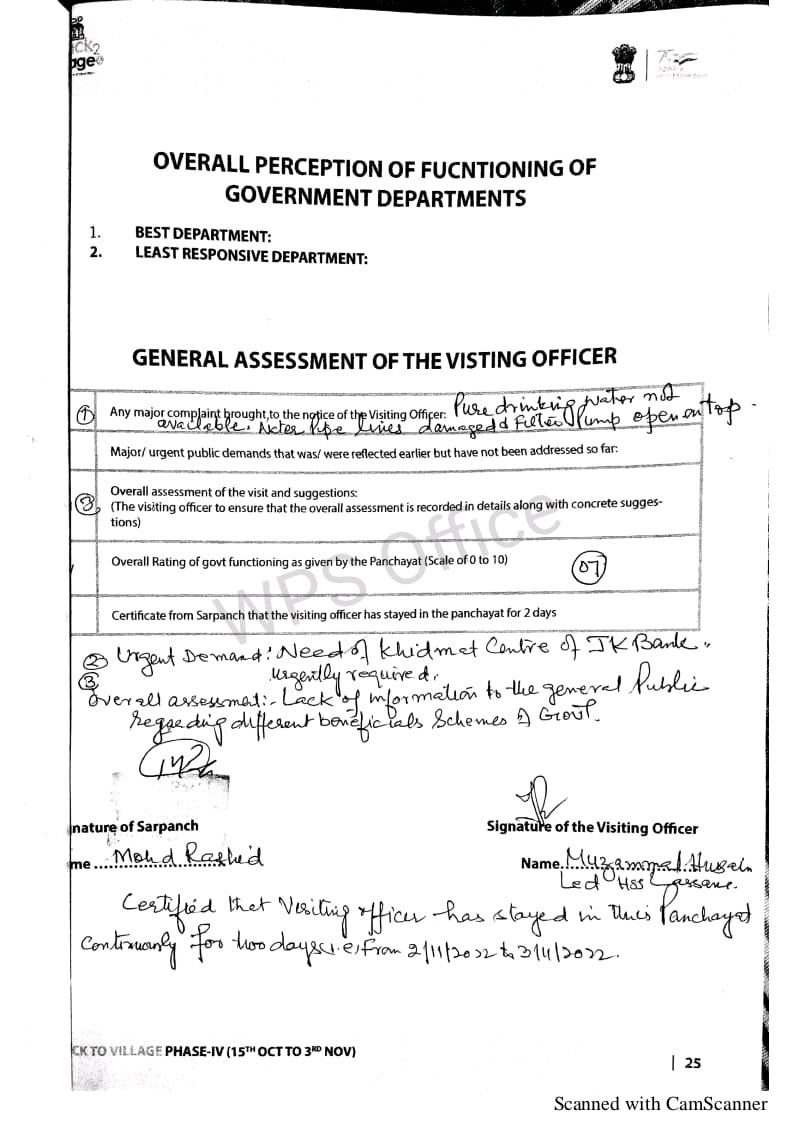 CK2
age
75
OVERALL PERCEPTION OF FUCNTIONING OF
GOVERNMENT DEPARTMENTS
1. BEST DEPARTMENT:
2. LEAST RESPONSIVE DEPARTMENT:
GENERAL ASSESSMENT OF THE VISTING OFFICER
① Any major complaint brought,to the notice of the Visiting Officer: Pure drinking water not
available. Water Pipe lines damaged & Filter Pump open on top.
Major/ urgent public demands that was/ were reflected earlier but have not been addressed so far:
③ Overall assessment of the visit and suggestions:
(The visiting officer to ensure that the overall assessment is recorded in details along with concrete sugges-
tions)
Overall Rating of govt functioning as given by the Panchayat (Scale of 0 to 10) 07
Certificate from Sarpanch that the visiting officer has stayed in the panchayat for 2 days
WPS Office
② Urgent Demand: Need of Khidmat Centre of JK Bank.
Urgently required.
③
Overall assessment:- Lack of information to the general Public
regarding different beneficials Schemes of Govt.
nature of Sarpanch
Signature of the Visiting Officer
me ..... Mohd Rashid
Name..... Muzammal Husain
Lect HSS
Certified that Visiting officer has stayed in this Panchayat
Continuanly for two days i.e, from 2/11/2022 to 3/11/2022.
CK TO VILLAGE PHASE-IV (15TH OCT TO 3RD NOV)
| 25
Scanned with CamScanner